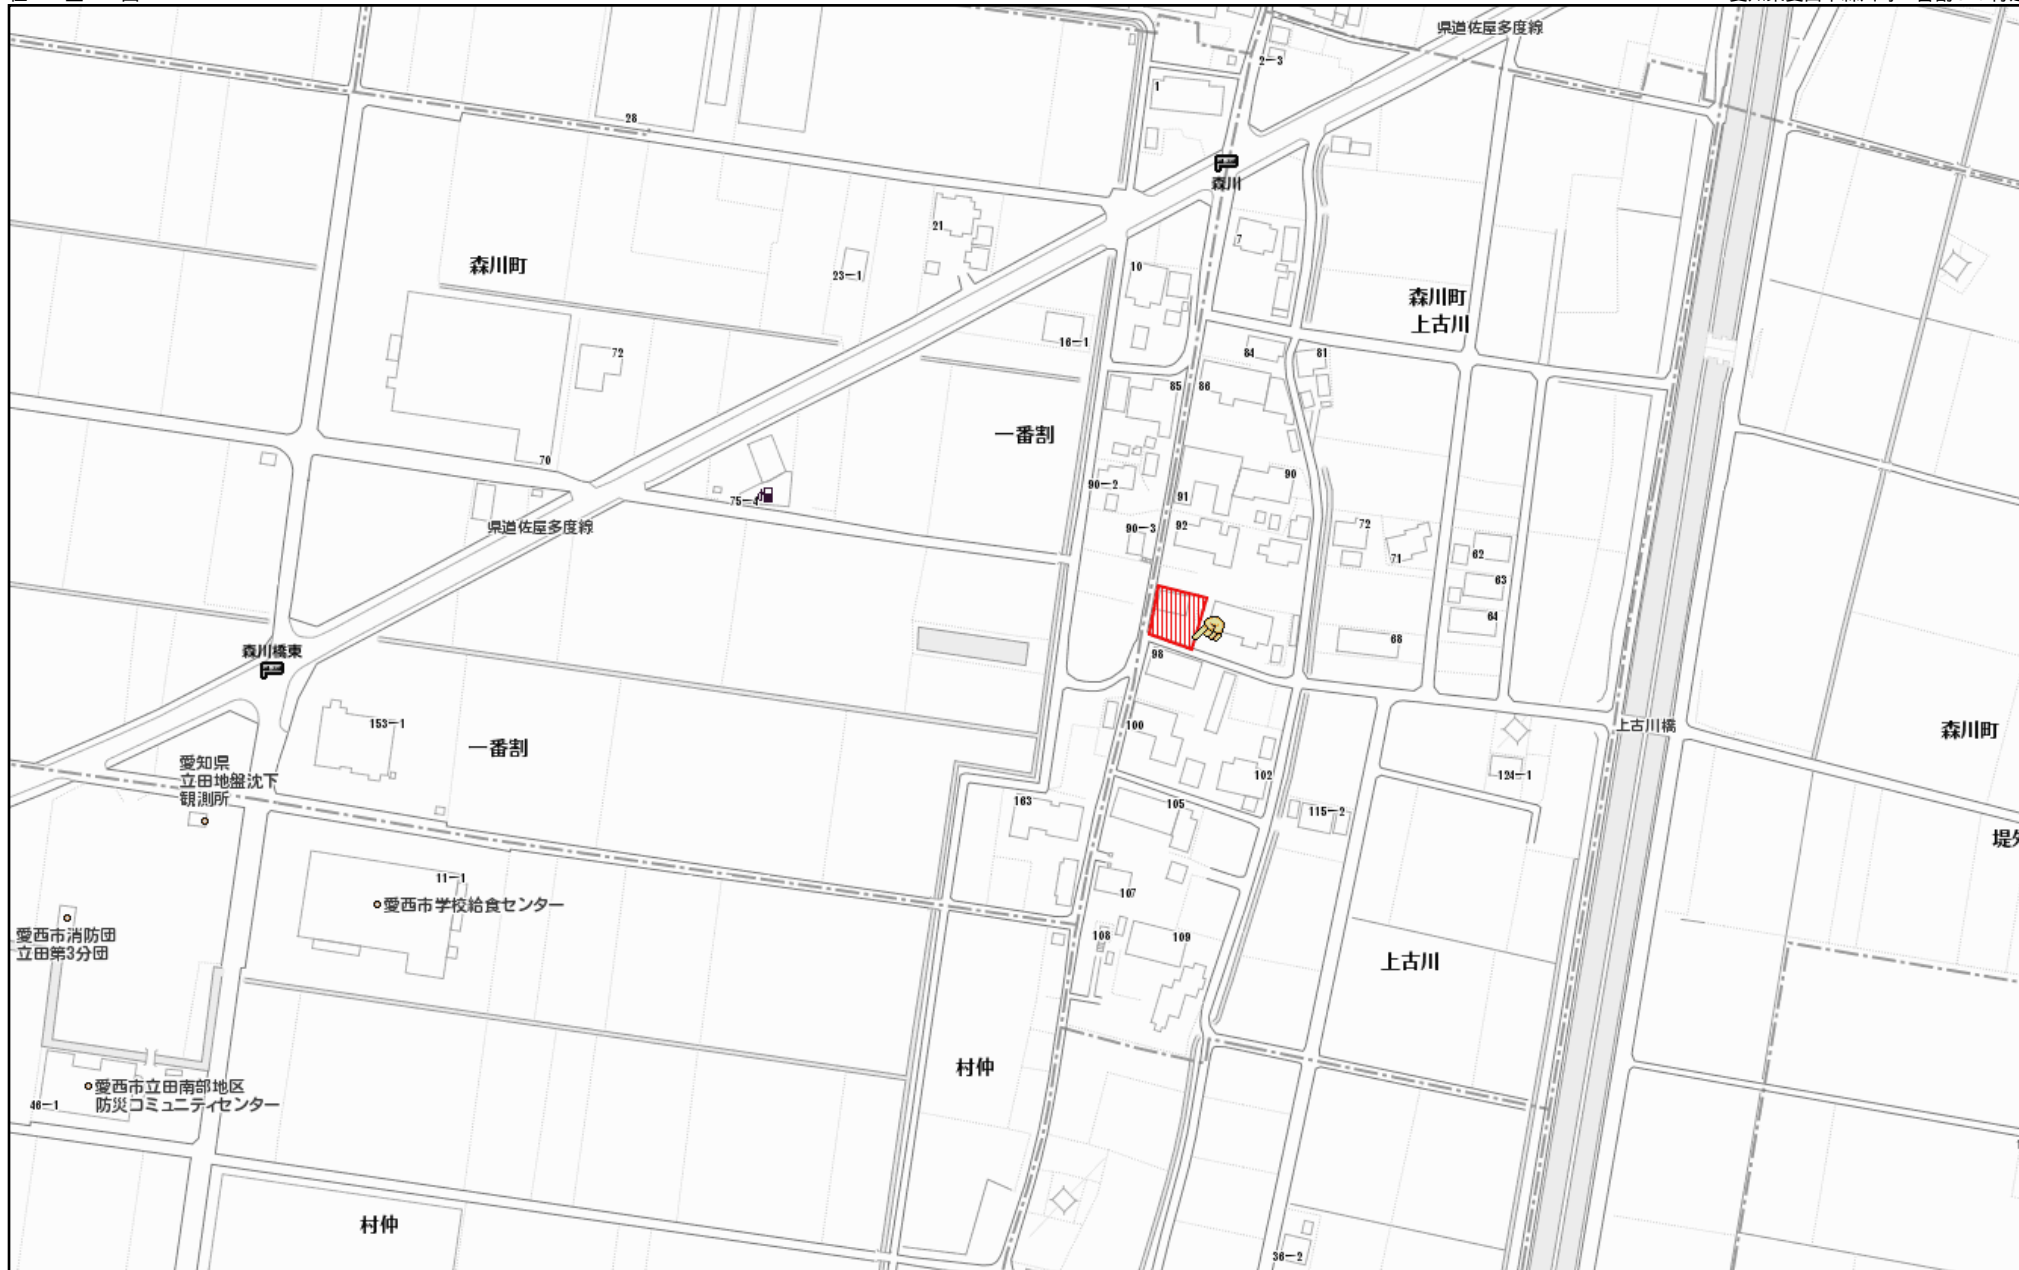 県道佐屋多度線
2-3
1
28
森川
21
7
森川町
23-1
10
森川町
上古川
16-1
72
84
81
85
86
一番割
70
90
90-2
75-4
91
県道佐屋多度線
90-3
92
72
71
62
63
64
68
森川橋東
98
153-1
100
上古川橋
森川町
一番割
愛知県
立田地盤沈下
観測所
102
124-1
163
105
115-2
11-1
107
愛西市学校給食センター
愛西市消防団
立田第3分団
108
109
上古川
村仲
愛西市立田南部地区
防災コミュニティセンター
46-1
村仲
36-2